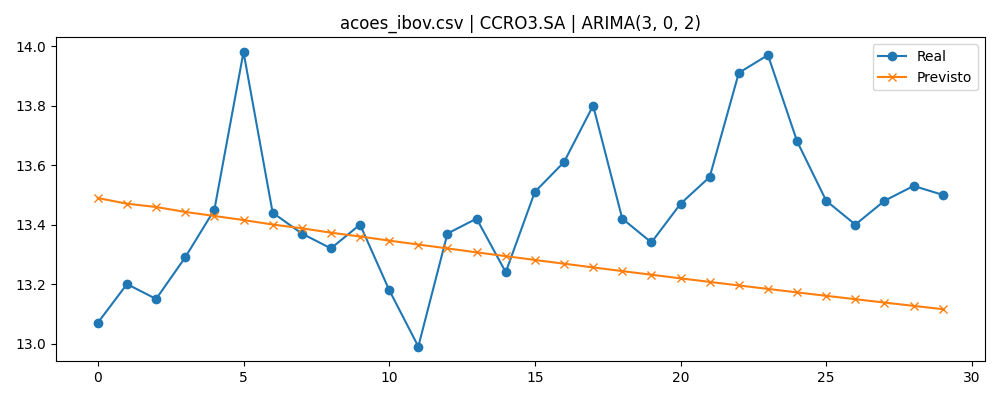 acoes_ibov.csv | CCRO3.SA | ARIMA(3, 0, 2)
14.0
13.8
13.6
13.4
13.2
13.0
Real
Previsto
0 5 10 15 20 25 30